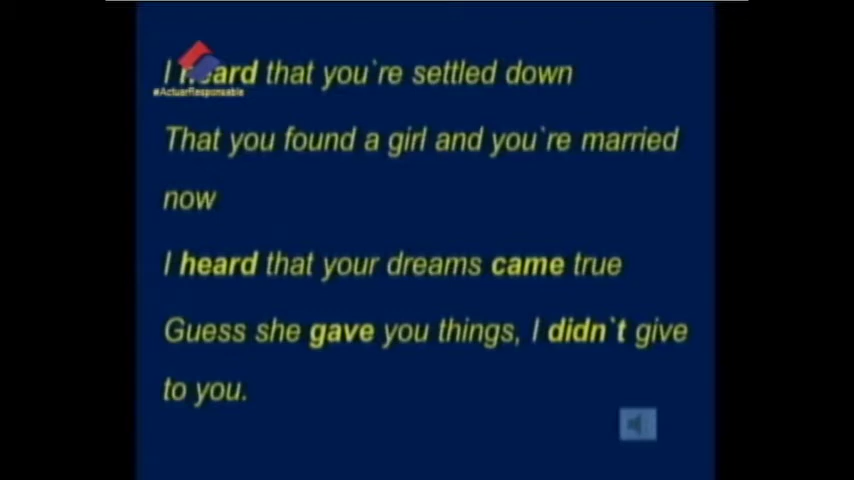 I heard that you`re settled down
#ActuarResponsable
That you found a girl and you`re married
now
I heard that your dreams came true
Guess she gave you things, I didn`t give
to you.